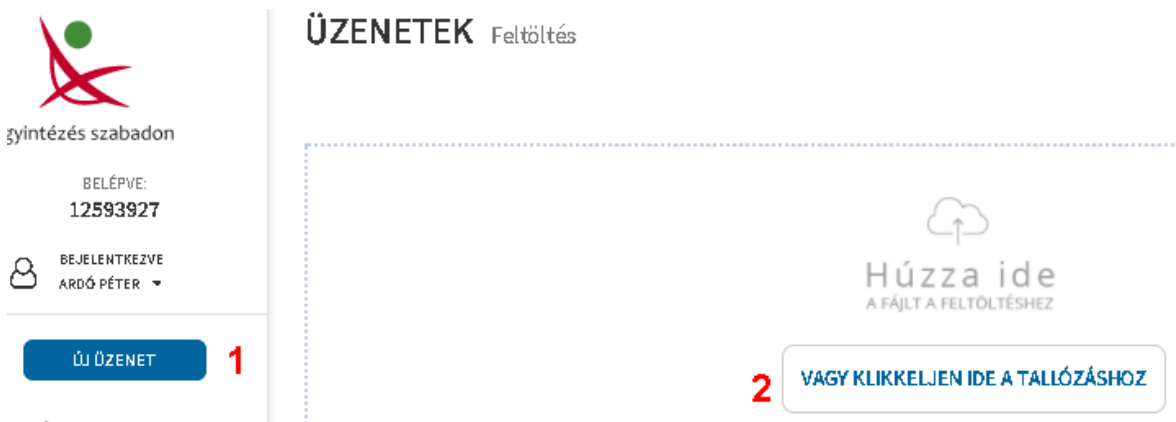 gyintézés szabadon
BELÉPVE:
12593927
BEJELENTKEZVE
ARDÓ PÉTER
ÚJ ÜZENET
1
ÜZENETEK Feltöltés
Húzza ide
A FÁJLT A FELTÖLTÉSHEZ
2
VAGY KLIKKELJEN IDE A TALLÓZÁSHOZ